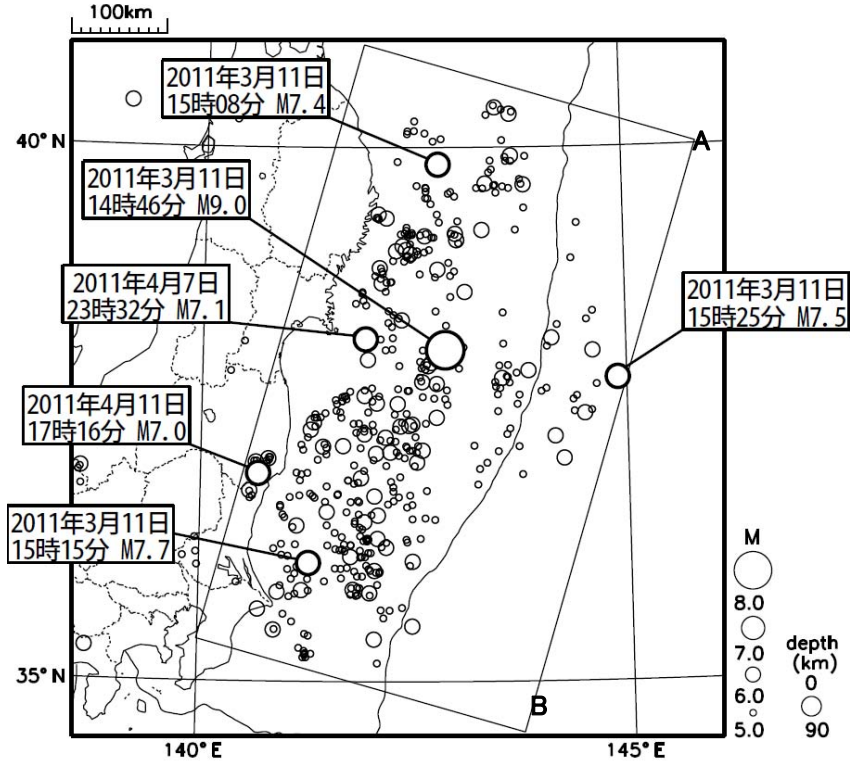 100km
2011年3月11日
15時08分 M7.4
40°N
A
2011年3月11日
14時46分 M9.0
2011年4月7日
23時32分 M7.1
2011年3月11日
15時25分 M7.5
2011年4月11日
17時16分 M7.0
2011年3月11日
15時15分 M7.7
M
8.0
7.0
6.0
5.0
depth
(km)
0
90
35°N
B
140°E
145°E